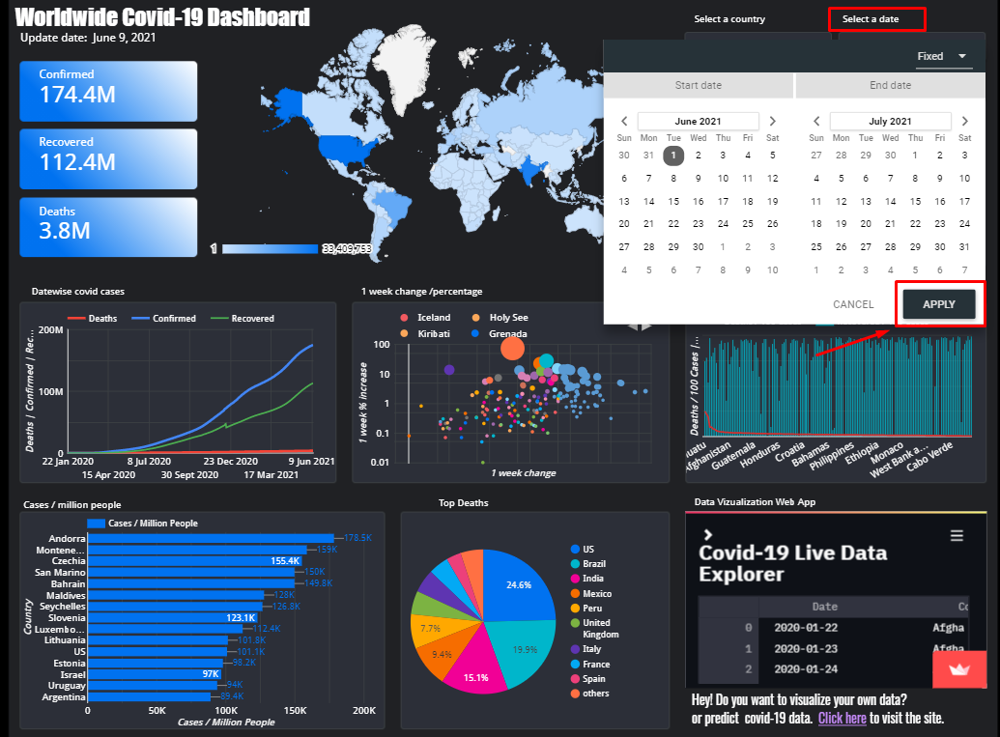 Worldwide Covid-19 Dashboard
Update date: June 9, 2021
Confirmed
174.4M
Recovered
112.4M
Deaths
3.8M
1 33,409,753
Select a country
Select a date
Fixed
Start date
End date
June 2021
Sun Mon Tue Wed Thu Fri Sat
30 31 1 2 3 4 5
6 7 8 9 10 11 12
13 14 15 16 17 18 19
20 21 22 23 24 25 26
27 28 29 30 1 2 3
4 5 6 7 8 9 10
July 2021
Sun Mon Tue Wed Thu Fri Sat
27 28 29 30 1 2 3
4 5 6 7 8 9 10
11 12 13 14 15 16 17
18 19 20 21 22 23 24
25 26 27 28 29 30 31
1 2 3 4 5 6 7
CANCEL
APPLY
Datewise covid cases
Deaths Confirmed Recovered
Deaths | Confirmed | Rec...
200M
100M
0
22 Jan 2020 8 Jul 2020 23 Dec 2020 9 Jun 2021
15 Apr 2020 30 Sept 2020 17 Mar 2021
1 week change /percentage
Iceland Holy See
Kiribati Grenada
1 week % increase
100
10
1
0.1
0.01
1 week change
Deaths / 100 Cases |...
Afghanistan
Guatemala
Honduras
Croatia
Bahamas
Philippines
Ethiopia
Monaco
West Bank a...
Cabo Verde
Cases / million people
Cases / Million People
Country
Andorra 178.5K
Montene... 159K
Czechia 155.4K
San Marino 150K
Bahrain 149.8K
Maldives 128K
Seychelles 126.8K
Slovenia 123.1K
Luxembo... 112.4K
Lithuania 101.8K
US 101.1K
Estonia 98.2K
Israel 97K
Uruguay 94K
Argentina 89.4K
0 50K 100K 150K 200K
Cases / Million People
Top Deaths
24.6%
19.9%
15.1%
9.4%
7.7%
US
Brazil
India
Mexico
Peru
United
Kingdom
Italy
France
Spain
others
Data Vizualization Web App
Covid-19 Live Data
Explorer
Date
0 2020-01-22 Afgha
1 2020-01-23 Afgha
2 2020-01-24
Hey! Do you want to visualize your own data?
or predict covid-19 data. Click here to visit the site.